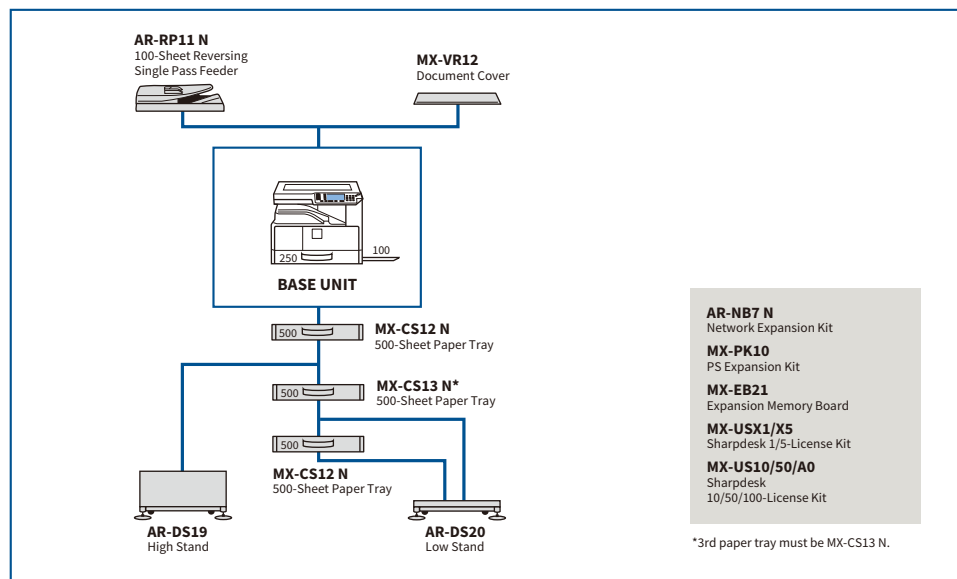 AR-RP11 N
100-Sheet Reversing
Single Pass Feeder
MX-VR12
Document Cover
250
100
BASE UNIT
500
MX-CS12 N
500-Sheet Paper Tray
500
MX-CS13 N*
500-Sheet Paper Tray
500
MX-CS12 N
500-Sheet Paper Tray
AR-DS19
High Stand
AR-DS20
Low Stand
AR-NB7 N
Network Expansion Kit
MX-PK10
PS Expansion Kit
MX-EB21
Expansion Memory Board
MX-USX1/X5
Sharpdesk 1/5-License Kit
MX-US10/50/A0
Sharpdesk
10/50/100-License Kit
*3rd paper tray must be MX-CS13 N.